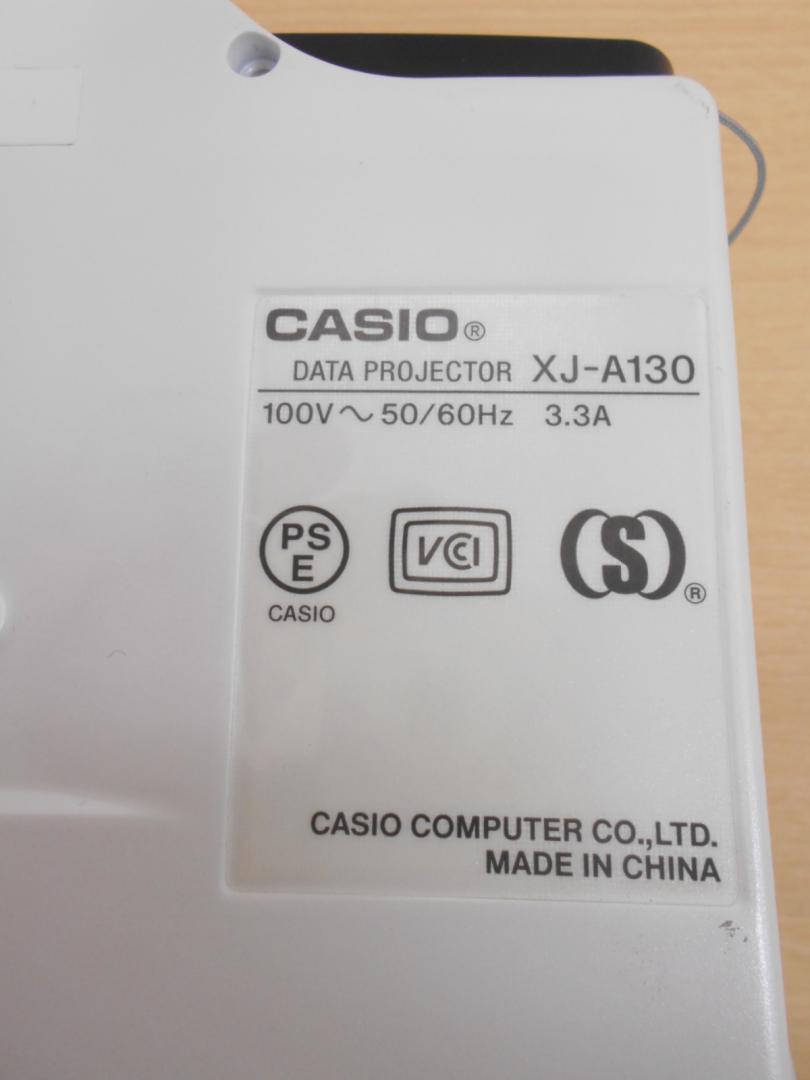 CASIO®
DATA PROJECTOR XJ-A130
100V～50/60Hz 3.3A
PS
E
CASIO
VCCI
S®
CASIO COMPUTER CO.,LTD.
MADE IN CHINA